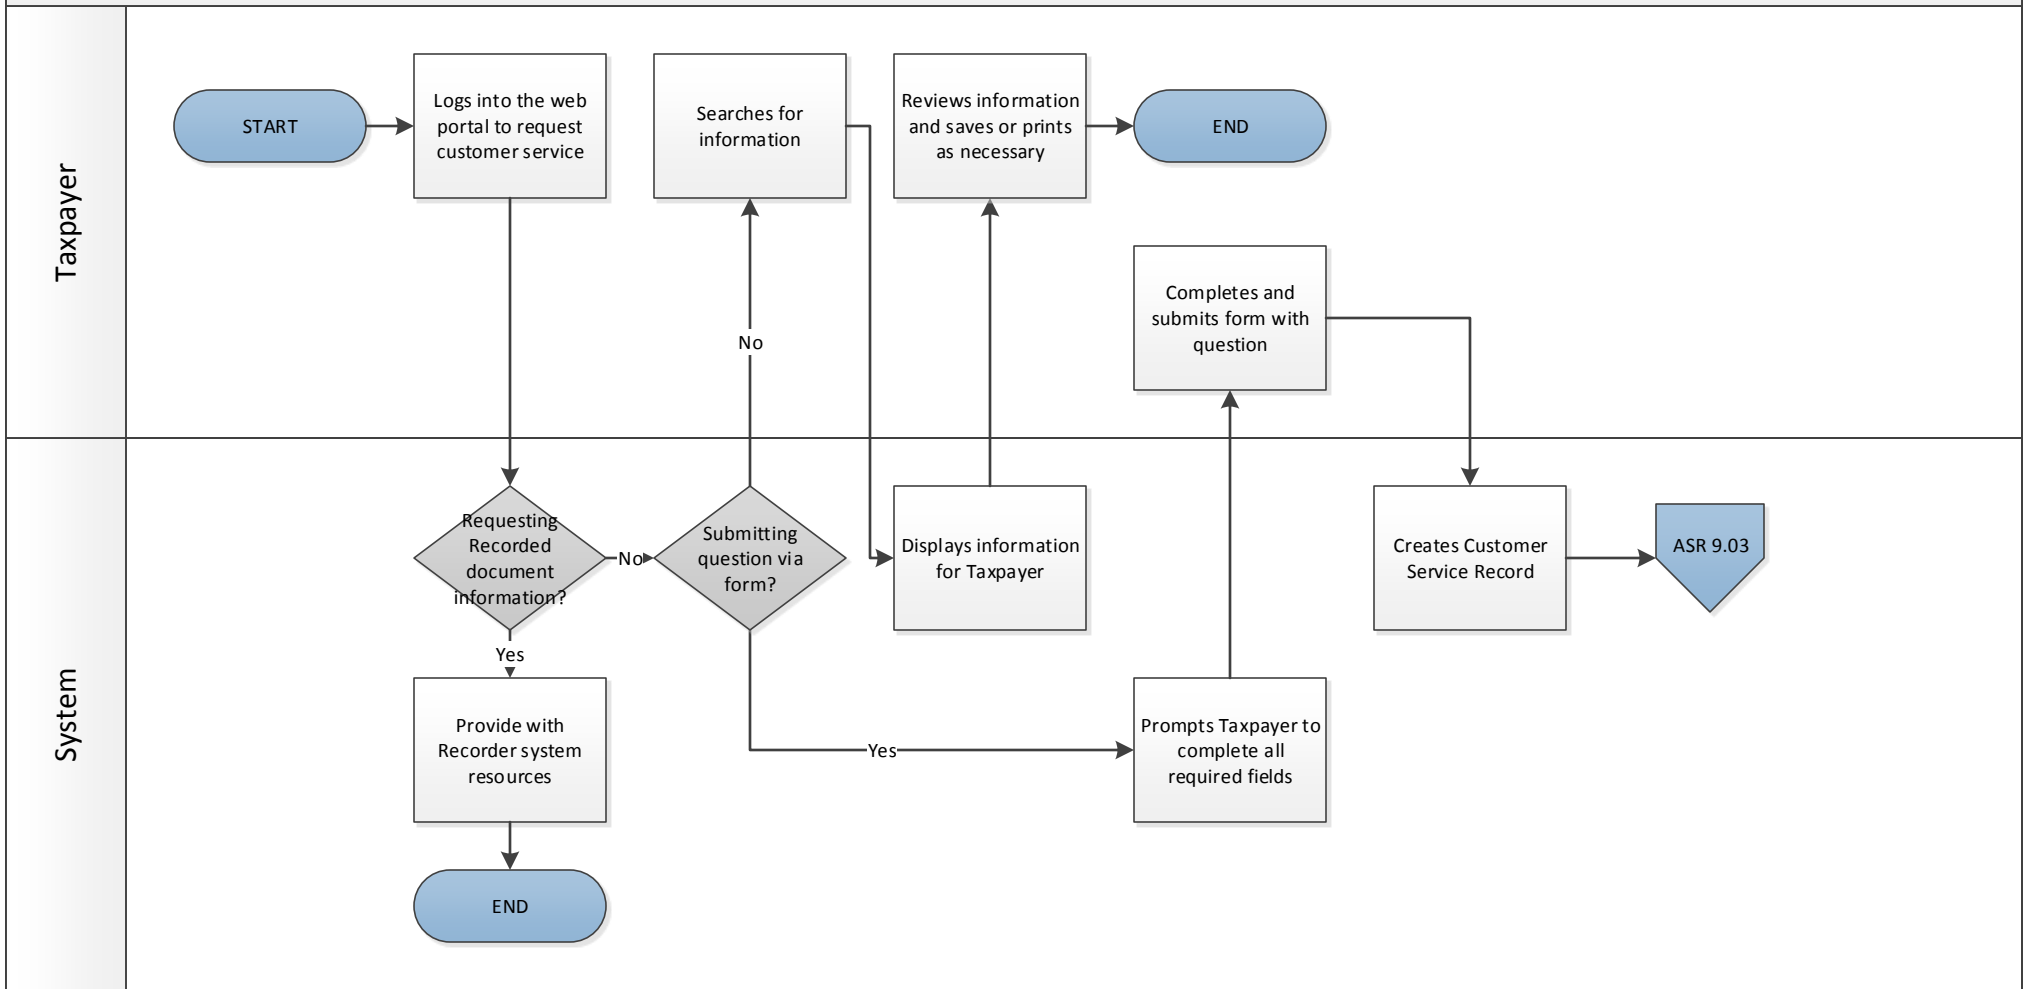 Taxpayer
START
Logs into the web
portal to request
customer service
Searches for
information
Reviews information
and saves or prints
as necessary
END
Completes and
submits form with
question
No
System
Requesting
Recorded
document
information?
No
Submitting
question via
form?
Displays information
for Taxpayer
Creates Customer
Service Record
ASR 9.03
Yes
Provide with
Recorder system
resources
Yes
Prompts Taxpayer to
complete all
required fields
END